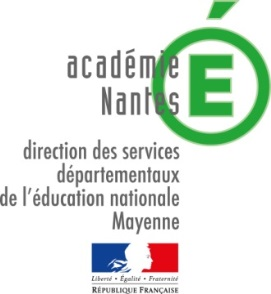 académie
Nantes
É
direction des services
départementaux
de l'éducation nationale
Mayenne
Liberté • Égalité • Fraternité
RÉPUBLIQUE FRANÇAISE